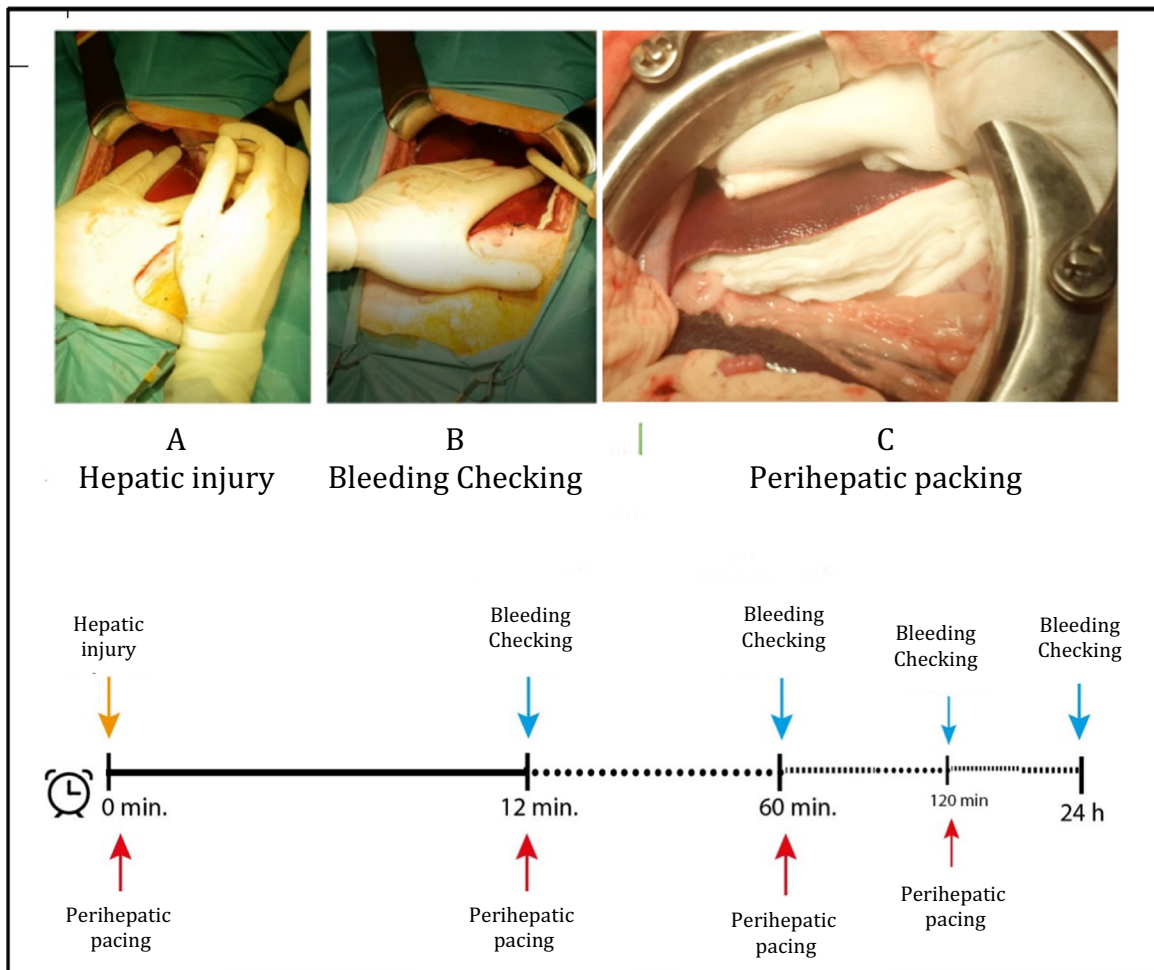 A
Hepatic injury
B
Bleeding Checking
C
Perihepatic packing
Hepatic
injury
Bleeding
Checking
Bleeding
Checking
Bleeding
Checking
Bleeding
Checking
0 min.
12 min.
60 min.
120 min
24 h
Perihepatic
pacing
Perihepatic
pacing
Perihepatic
pacing
Perihepatic
pacing